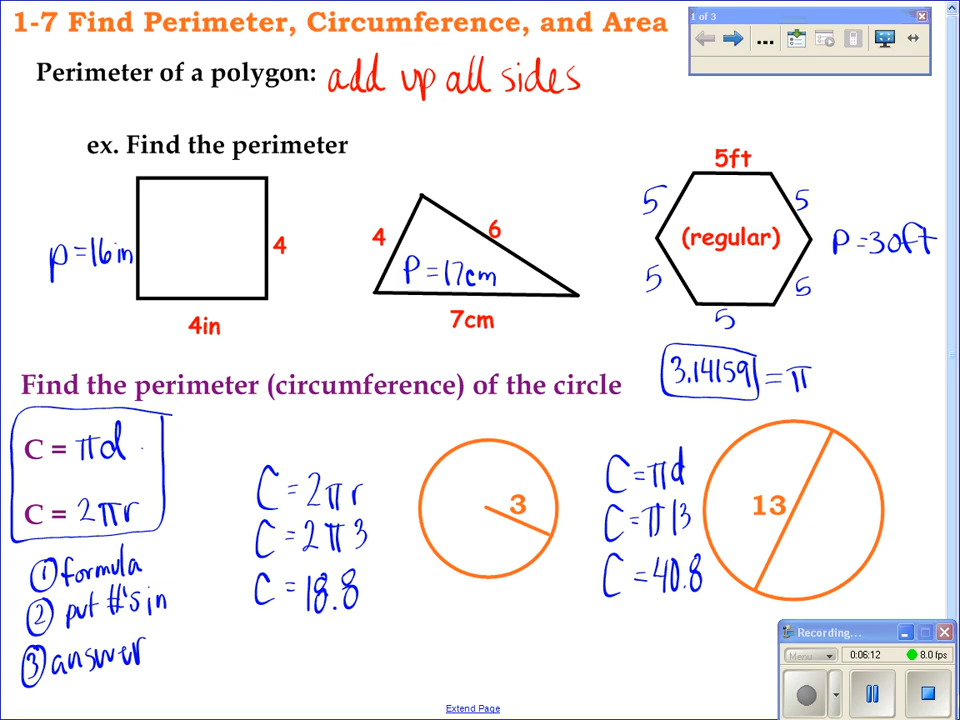 1-7 Find Perimeter, Circumference, and Area
1 of 3
Perimeter of a polygon: add up all sides
ex. Find the perimeter
P = 16 in
4
4in
4
6
P = 17cm
7cm
5ft
5
5
(regular)
5
5
5
P = 30ft
3.14159 = π
Find the perimeter (circumference) of the circle
C = πd
C = 2πr
① formula
② put #'s in
③ answer
C = 2πr
C = 2π3
C = 18.8
3
C = πd
C = π13
C = 40.8
13
Recording...
Menu
0:06:12
8.0 fps
Extend Page